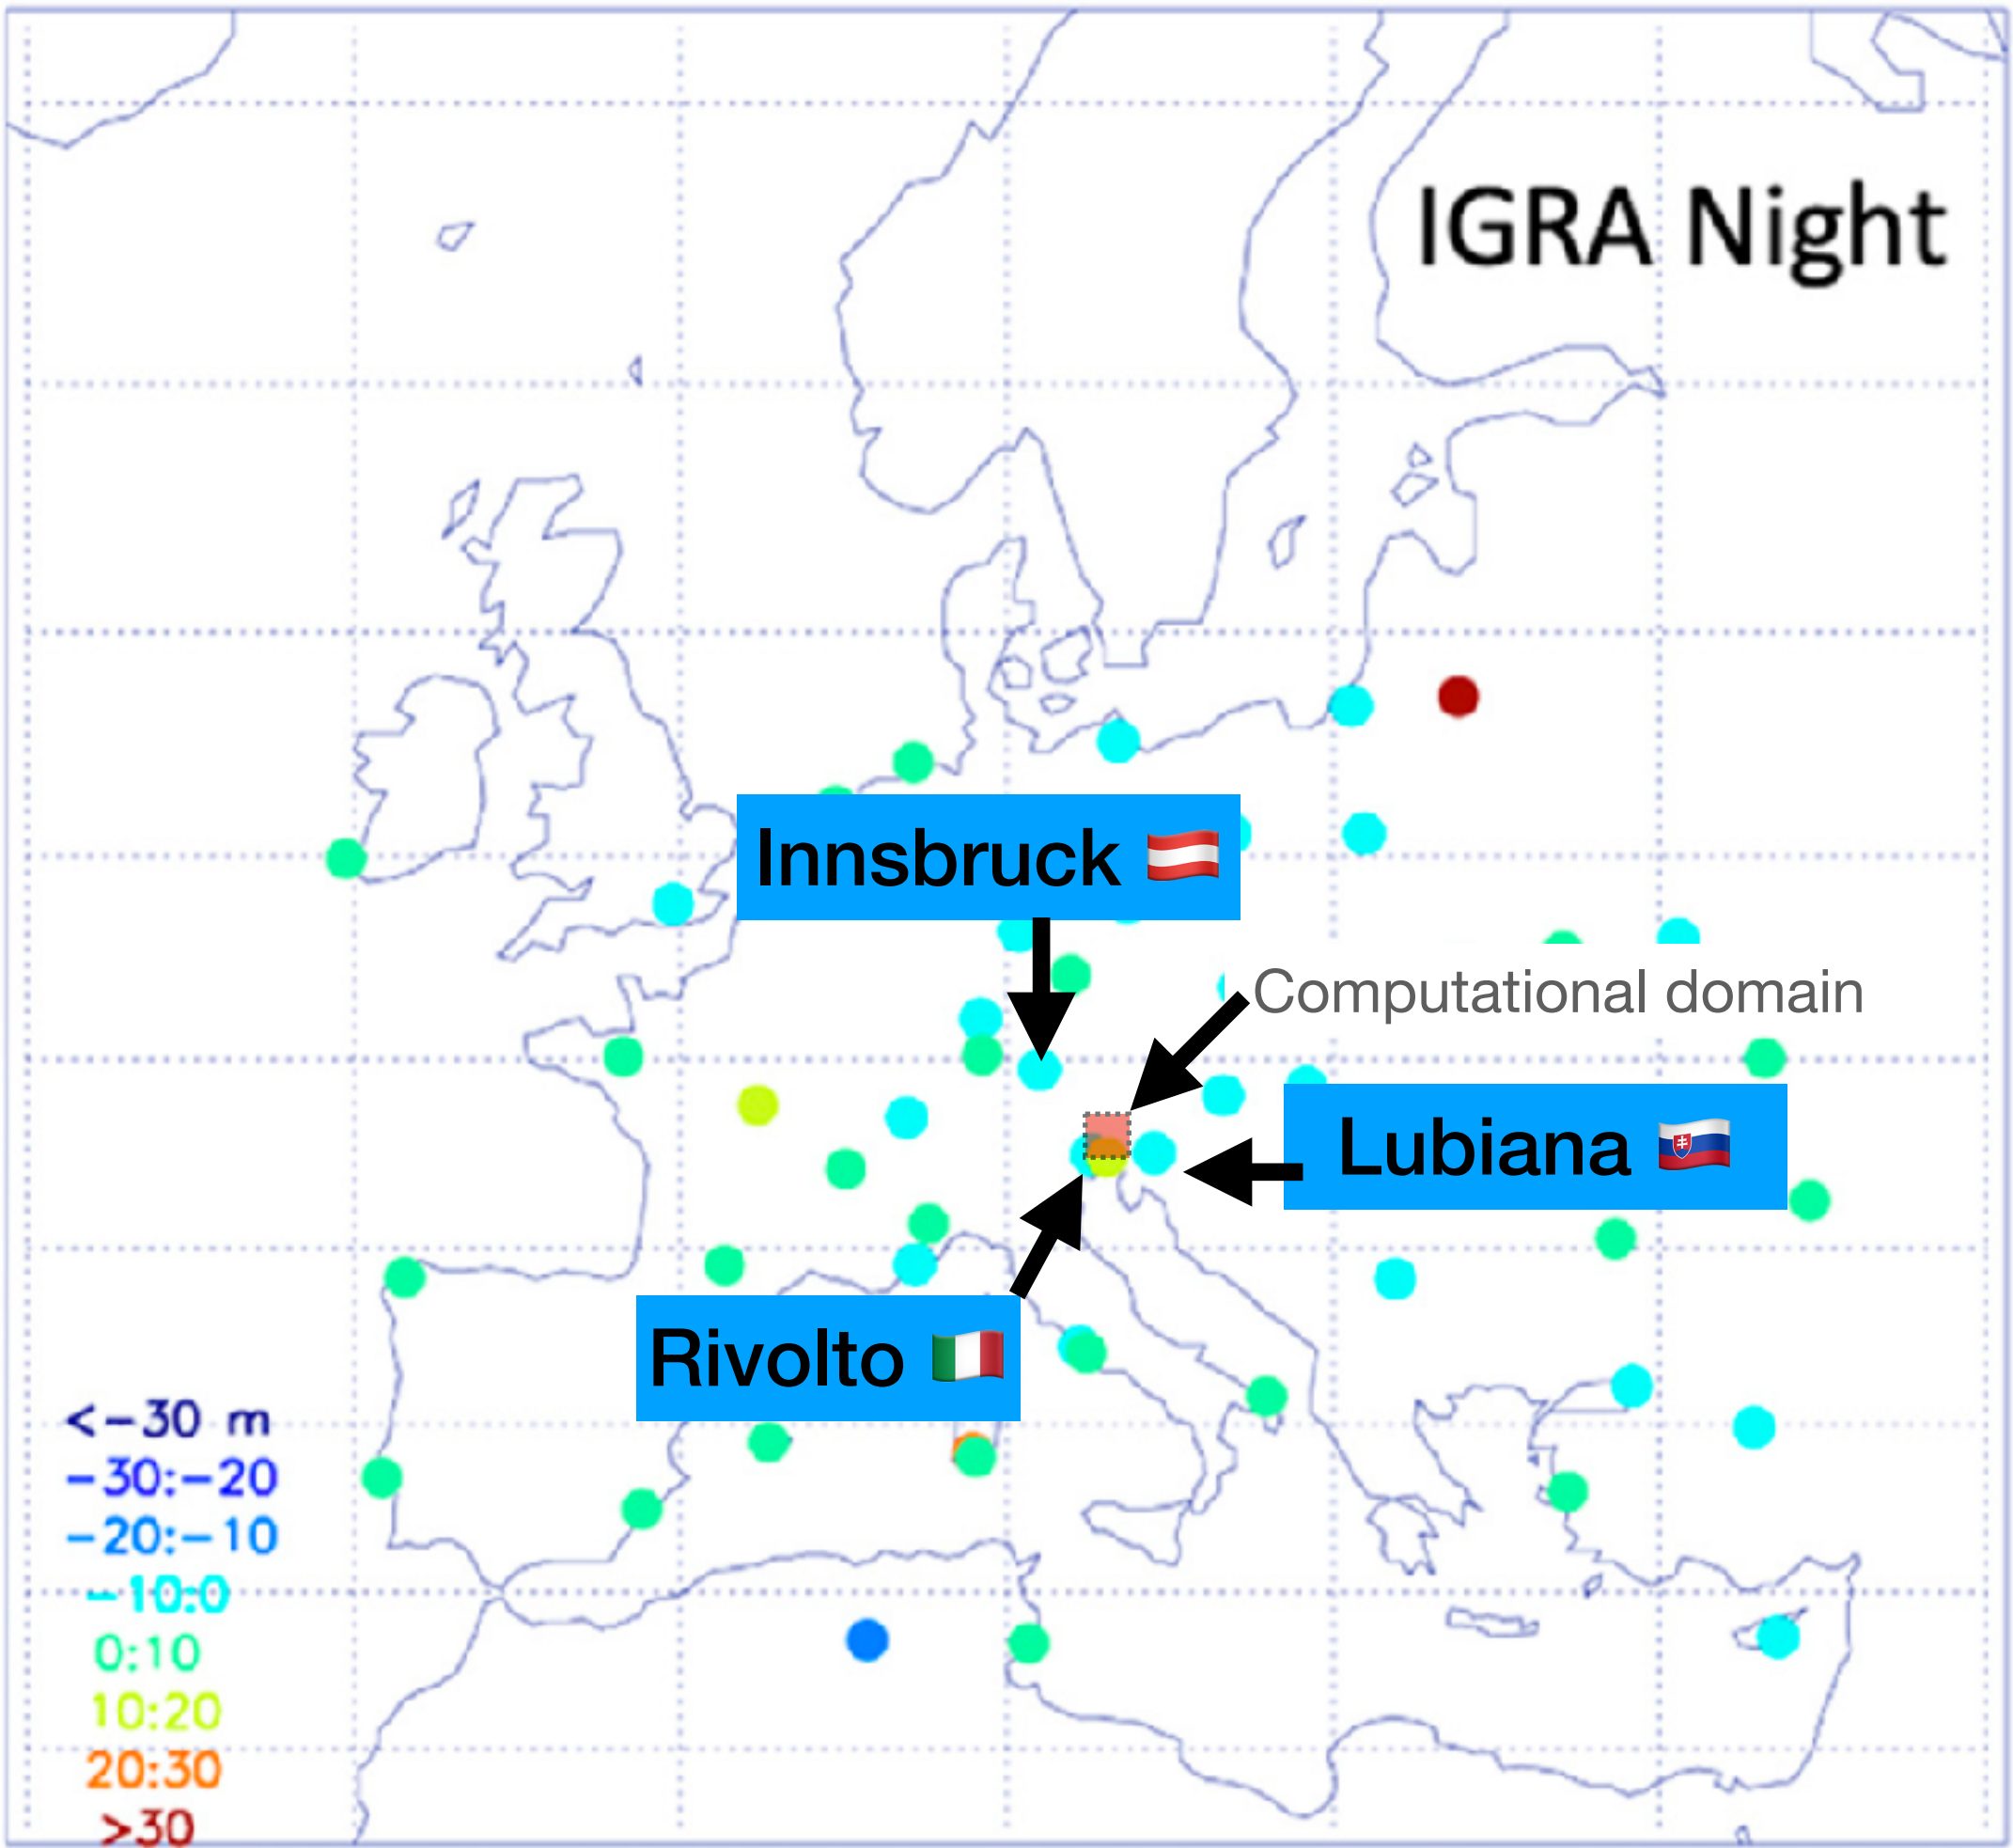 IGRA Night
Innsbruck 🇦🇹
Computational domain
Lubiana 🇸🇰
Rivolto 🇮🇹
<-30 m
-30:-20
-20:-10
-10:0
0:10
10:20
20:30
>30